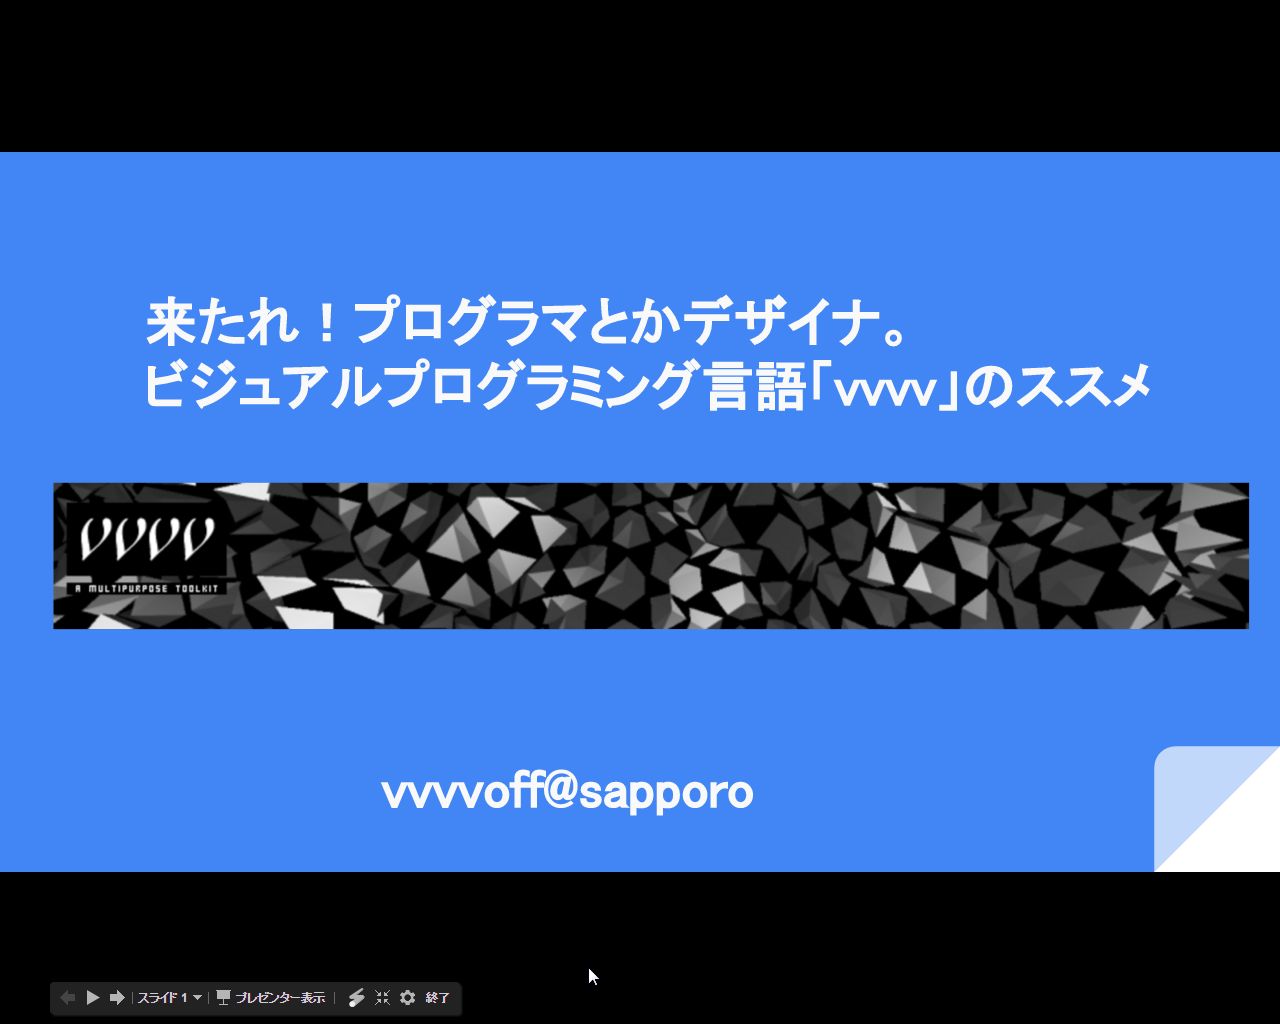 来たれ！プログラマとかデザイナ。
ビジュアルプログラミング言語「vvvv」のススメ
vvvv
A MULTIPURPOSE TOOLKIT
vvvvoff@sapporo
スライド 1
プレゼンター表示
終了